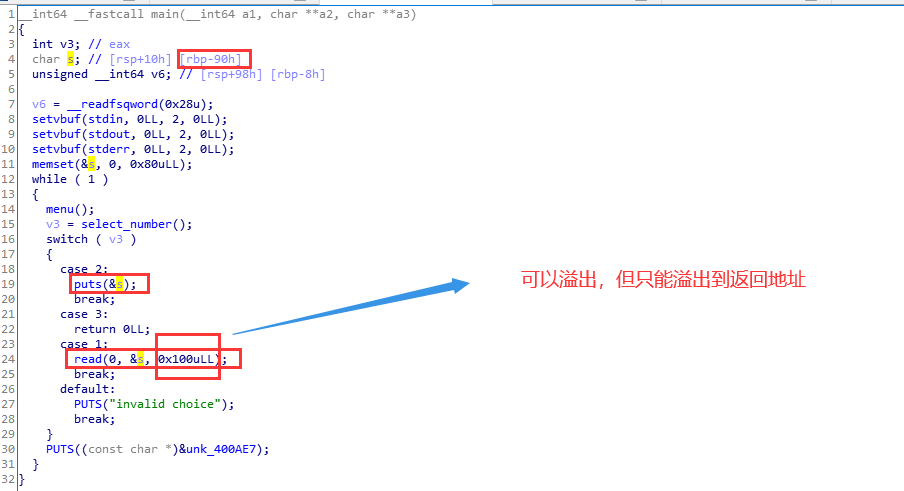 1 __int64 __fastcall main(__int64 a1, char **a2, char **a3)
2 {
3 int v3; // eax
4 char s; // [rsp+10h] [rbp-90h]
5 unsigned __int64 v6; // [rsp+98h] [rbp-8h]
6
7 v6 = __readfsqword(0x28u);
8 setvbuf(stdin, 0LL, 2, 0LL);
9 setvbuf(stdout, 0LL, 2, 0LL);
10 setvbuf(stderr, 0LL, 2, 0LL);
11 memset(&s, 0, 0x80uLL);
12 while ( 1 )
13 {
14 menu();
15 v3 = select_number();
16 switch ( v3 )
17 {
18 case 2:
19 puts(&s);
可以溢出，但只能溢出到返回地址
20 break;
21 case 3:
22 return 0LL;
23 case 1:
24 read(0, &s, 0x100uLL);
25 break;
26 default:
27 PUTS("invalid choice");
28 break;
29 }
30 PUTS((const char *)&unk_400AE7);
31 }
32 }